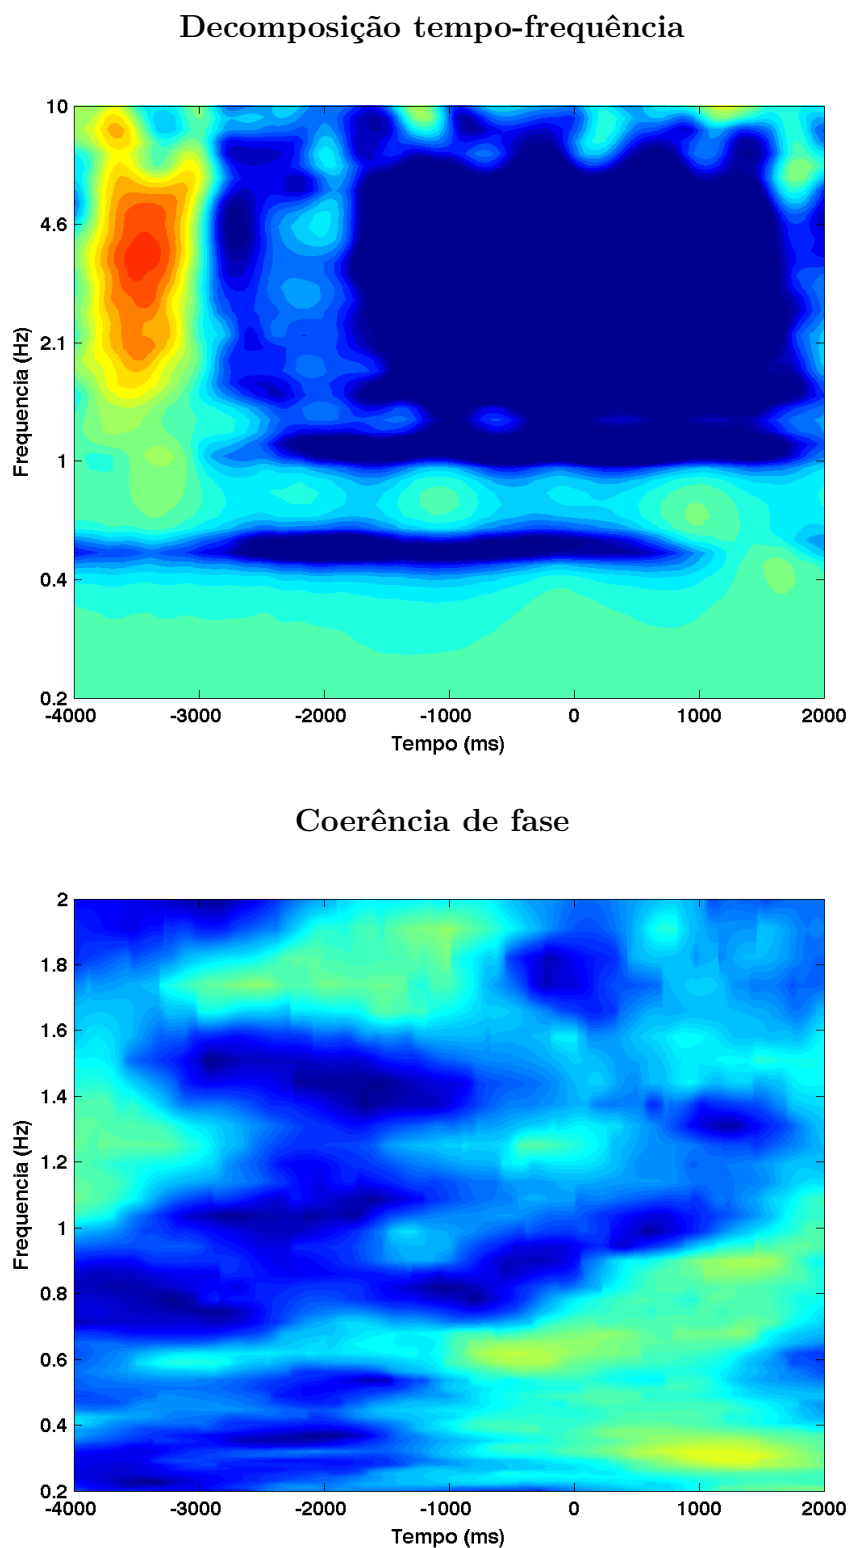 Decomposição tempo-frequência
10
4.6
2.1
1
0.4
0.2
Frequencia (Hz)
-4000 -3000 -2000 -1000 0 1000 2000
Tempo (ms)
Coerência de fase
2
1.8
1.6
1.4
1.2
1
0.8
0.6
0.4
0.2
Frequencia (Hz)
-4000 -3000 -2000 -1000 0 1000 2000
Tempo (ms)